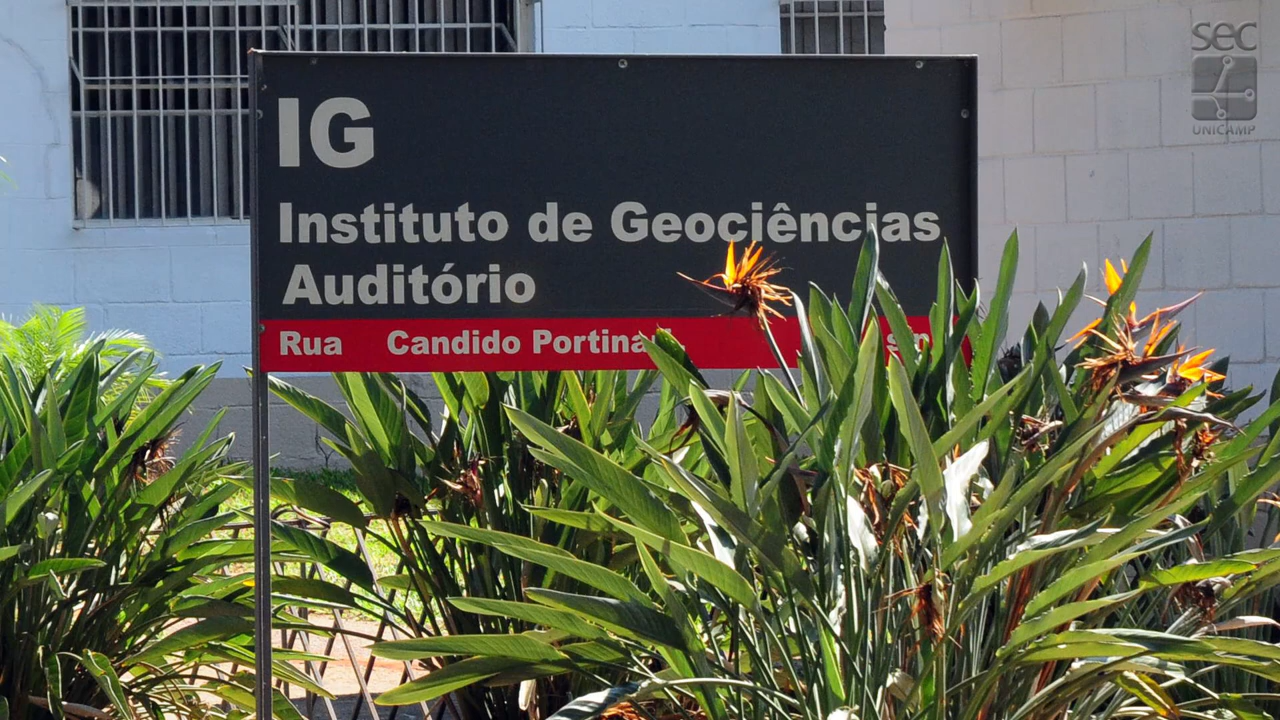 sec
UNICAMP
IG
Instituto de Geociências
Auditório
Rua Candido Portina